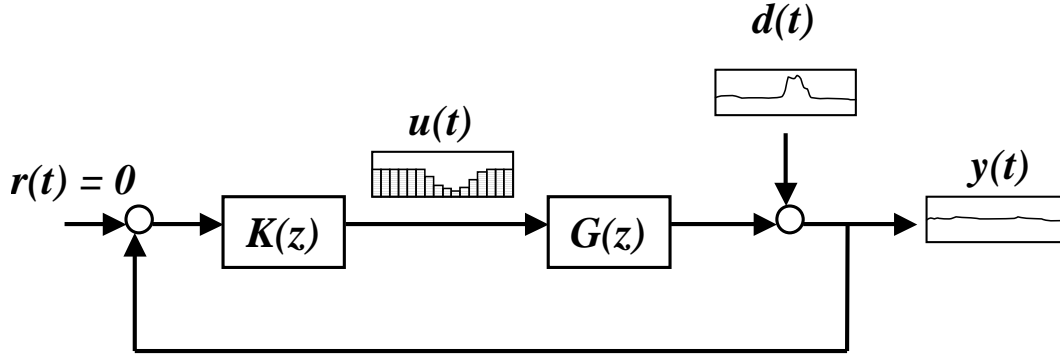 d(t)
u(t)
y(t)
r(t) = 0
K(z)
G(z)